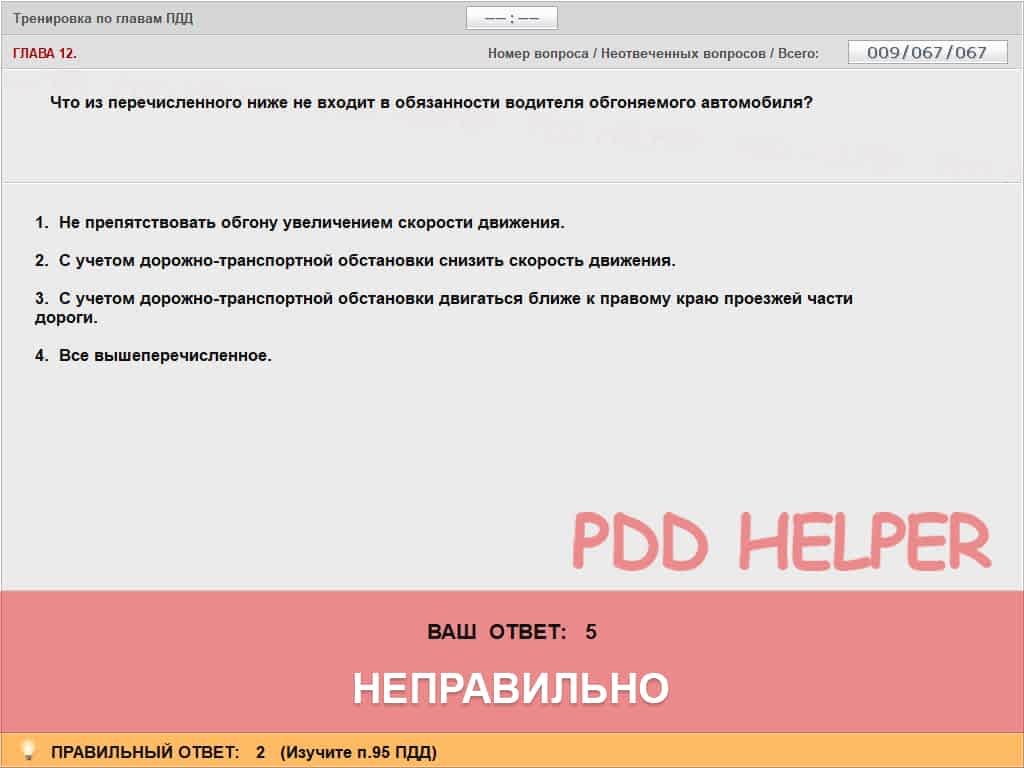 Тренировка по главам ПДД
—— : ——
ГЛАВА 12.
Номер вопроса / Неотвеченных вопросов / Всего:
009/067/067
Что из перечисленного ниже не входит в обязанности водителя обгоняемого автомобиля?
1. Не препятствовать обгону увеличением скорости движения.
2. С учетом дорожно-транспортной обстановки снизить скорость движения.
3. С учетом дорожно-транспортной обстановки двигаться ближе к правому краю проезжей части
дороги.
4. Все вышеперечисленное.
PDD HELPER
ВАШ ОТВЕТ: 5
НЕПРАВИЛЬНО
ПРАВИЛЬНЫЙ ОТВЕТ: 2 (Изучите п.95 ПДД)